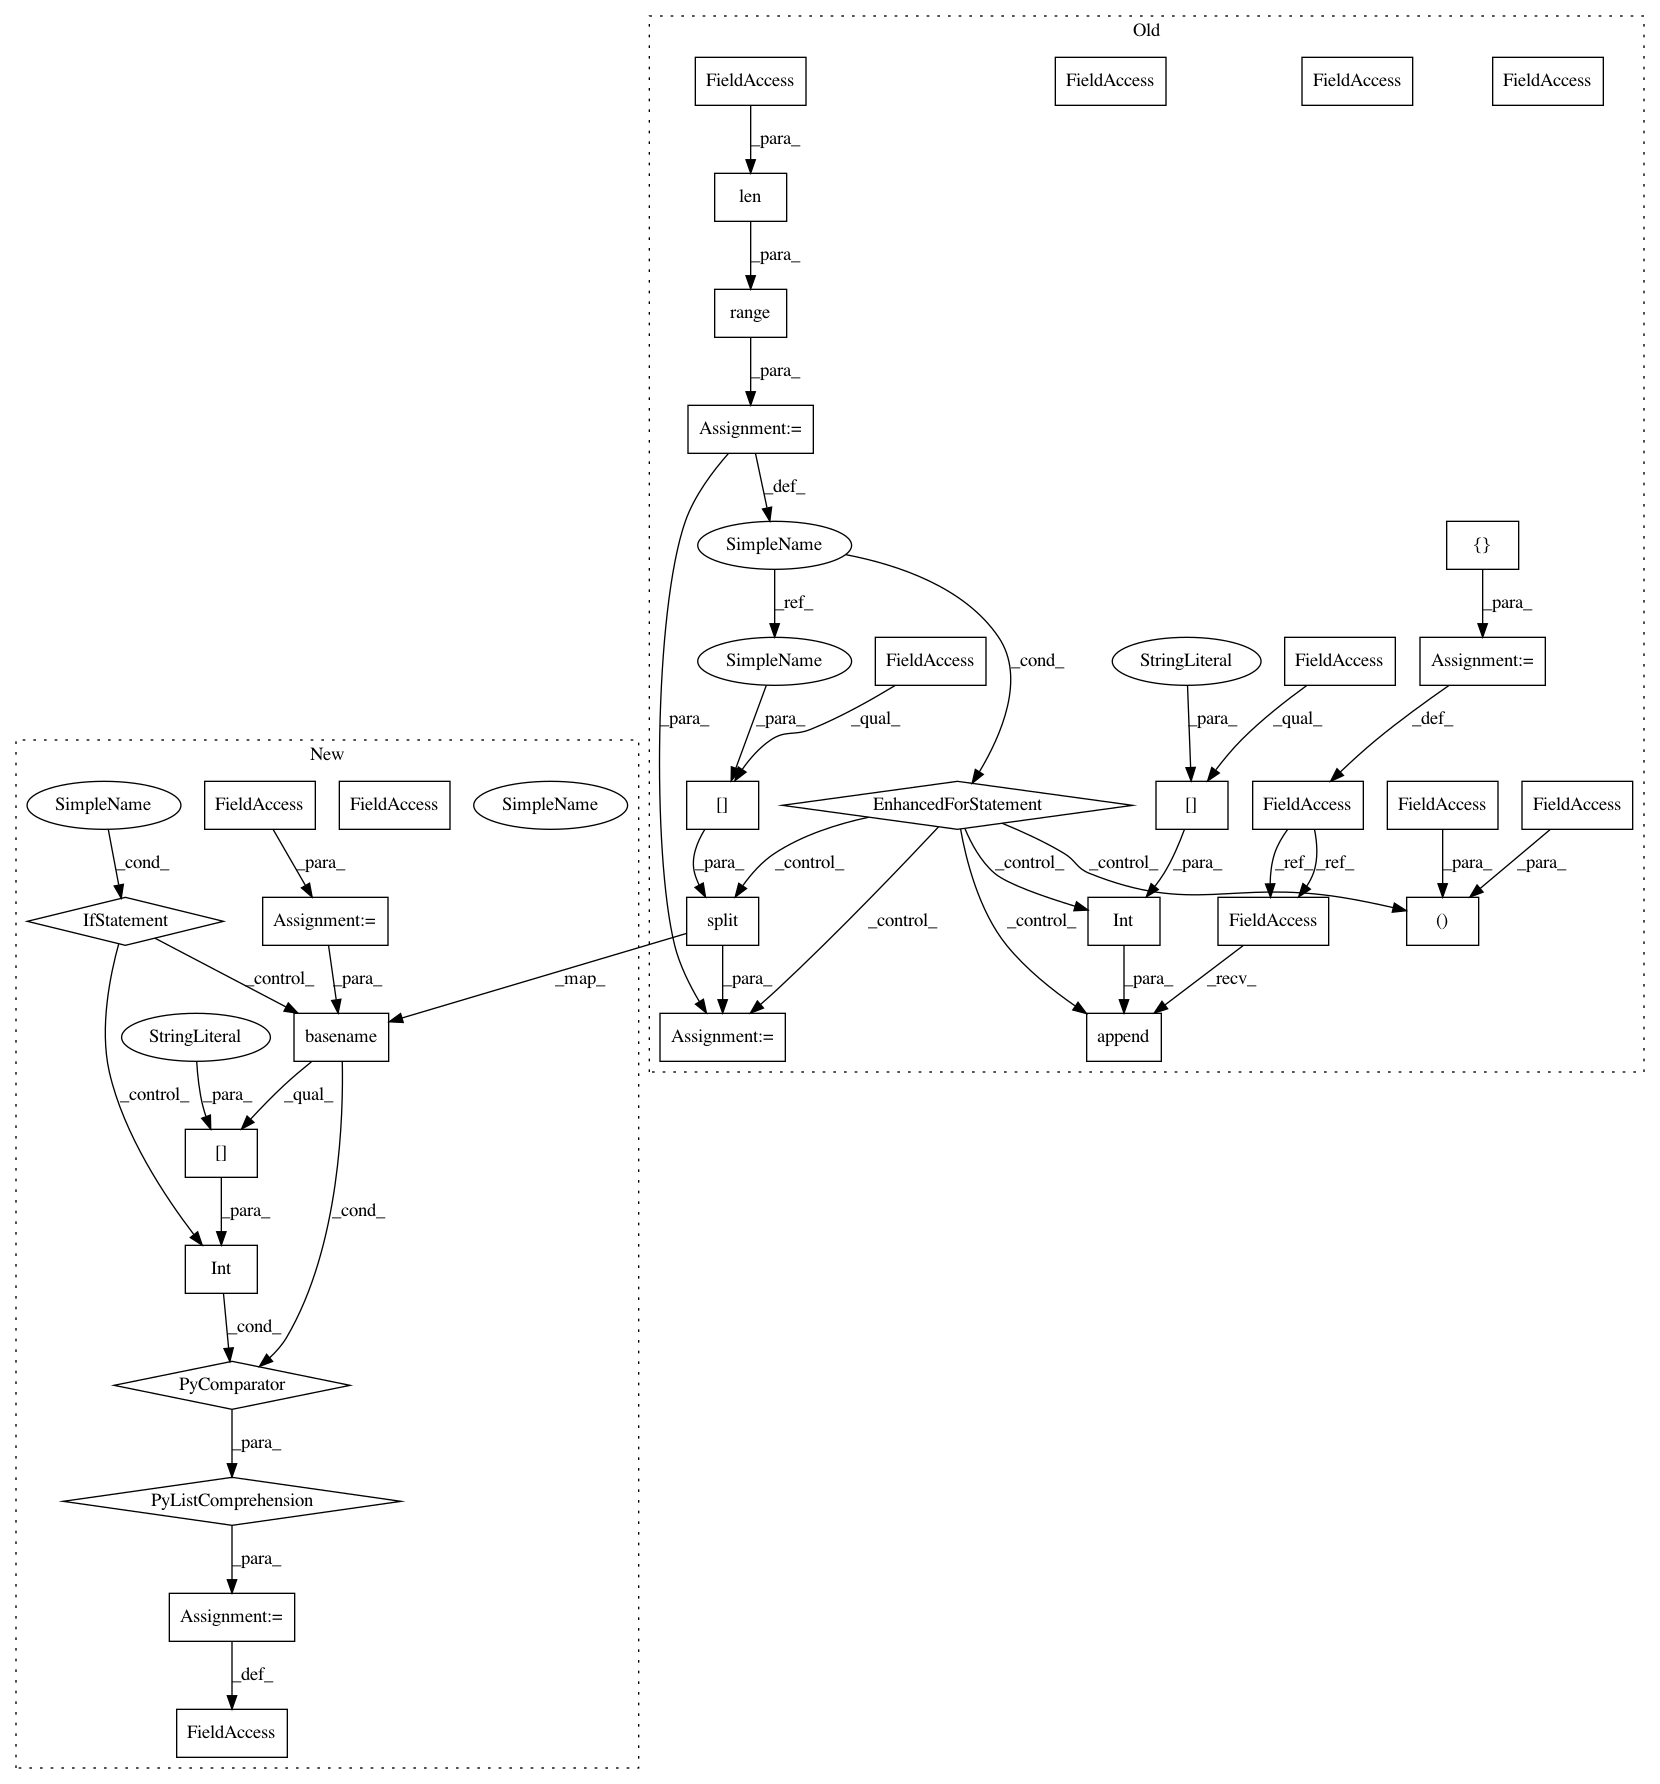 Old
FieldAccess
FieldAccess
FieldAccess
FieldAccess
_para_
len
_para_
range
_para_
Assignment:=
_def_
SimpleName
{}
_ref_
_para_
SimpleName
FieldAccess
_cond_
StringLiteral
FieldAccess
Assignment:=
_para_
_para_
_qual_
_para_
_qual_
_def_
[]
EnhancedForStatement
[]
FieldAccess
FieldAccess
FieldAccess
_para_
_control_
_control_
_control_
_para_
_ref_
_ref_
_para_
_para_
split
_control_
_control_
Int
FieldAccess
()
_map_
_para_
_para_
_recv_
Assignment:=
append
New
SimpleName
FieldAccess
FieldAccess
SimpleName
_cond_
_para_
IfStatement
Assignment:=
_control_
_para_
StringLiteral
basename
_control_
_para_
_qual_
[]
_para_
_cond_
Int
_cond_
PyComparator
_para_
PyListComprehension
_para_
Assignment:=
_def_
FieldAccess